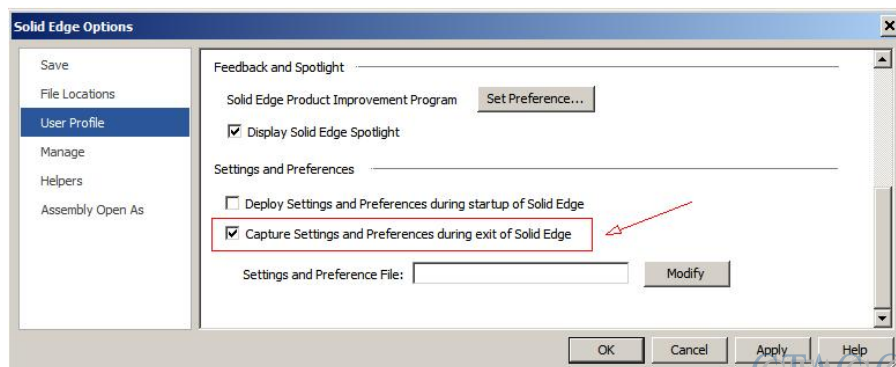 Solid Edge Options
Save
File Locations
User Profile
Manage
Helpers
Assembly Open As
Feedback and Spotlight
Solid Edge Product Improvement Program Set Preference...
Display Solid Edge Spotlight
Settings and Preferences
Deploy Settings and Preferences during startup of Solid Edge
Capture Settings and Preferences during exit of Solid Edge
Settings and Preference File: Modify
OK Cancel Apply Help